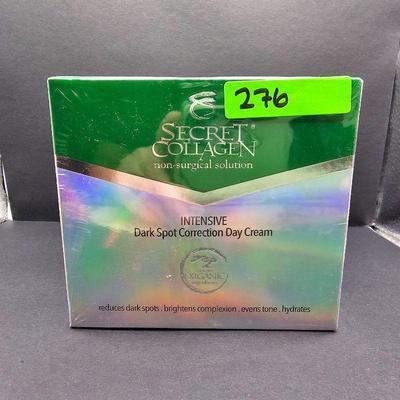 276
SECRET®
COLLAGEN
non-surgical solution
INTENSIVE
Dark Spot Correction Day Cream
ORGANIC
reduces dark spots . brightens complexion . evens tone . hydrates